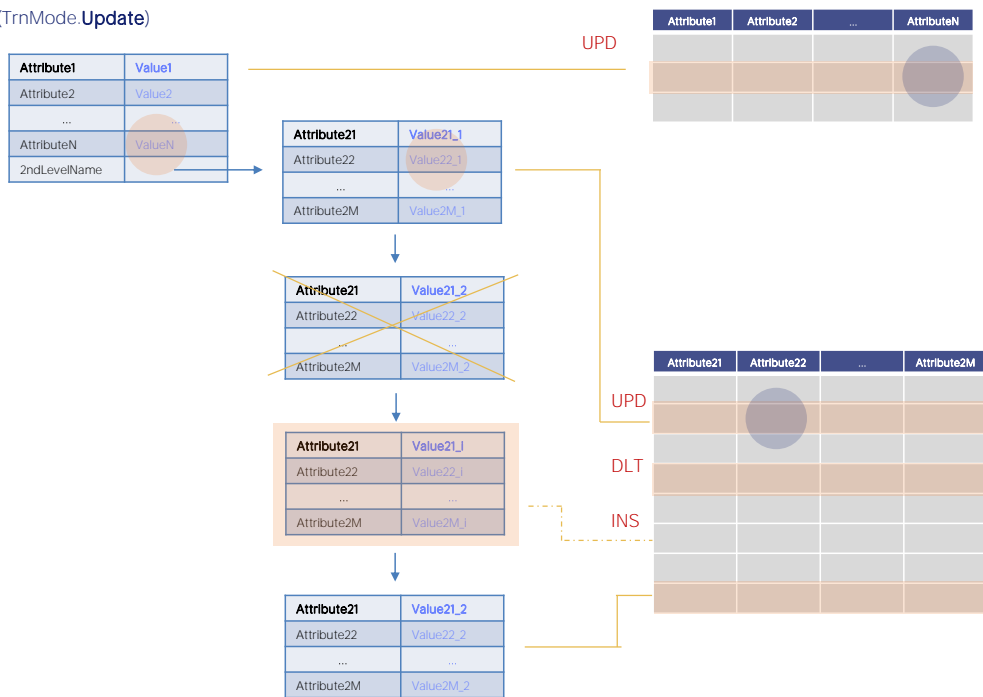 (TrnMode.Update)
Attribute1 Attribute2 ... AttributeN
UPD
Attribute1 Value1
Attribute2 Value2
... ...
AttributeN ValueN
2ndLevelName
Attribute21 Value21_1
Attribute22 Value22_1
... ...
Attribute2M Value2M_1
Attribute21 Value21_2
Attribute22 Value22_2
... ...
Attribute2M Value2M_2
Attribute21 Attribute22 ... Attribute2M
UPD
DLT
INS
Attribute21 Value21_I
Attribute22 Value22_i
... ...
Attribute2M Value2M_i
Attribute21 Value21_2
Attribute22 Value22_2
... ...
Attribute2M Value2M_2